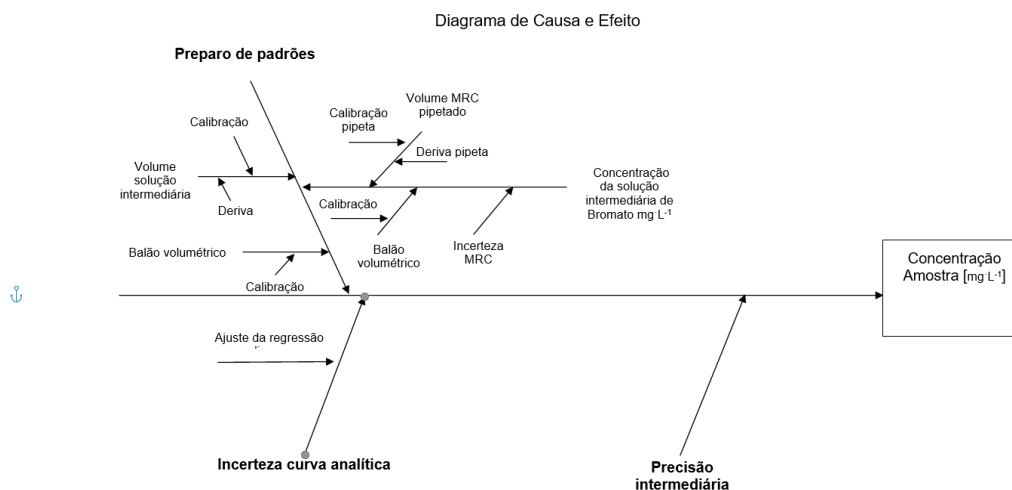 Diagrama de Causa e Efeito
Preparo de padrões
Calibração
Volume
solução
intermediária
Deriva
Calibração
pipeta
Volume MRC
pipetado
Deriva pipeta
Concentração
da solução
intermediária de
Bromato mg·L⁻¹
Calibração
Balão
volumétrico
Incerteza
MRC
Balão volumétrico
Calibração
Concentração
Amostra [mg·L⁻¹]
Ajuste da regressão
Incerteza curva analítica
Precisão
intermediária